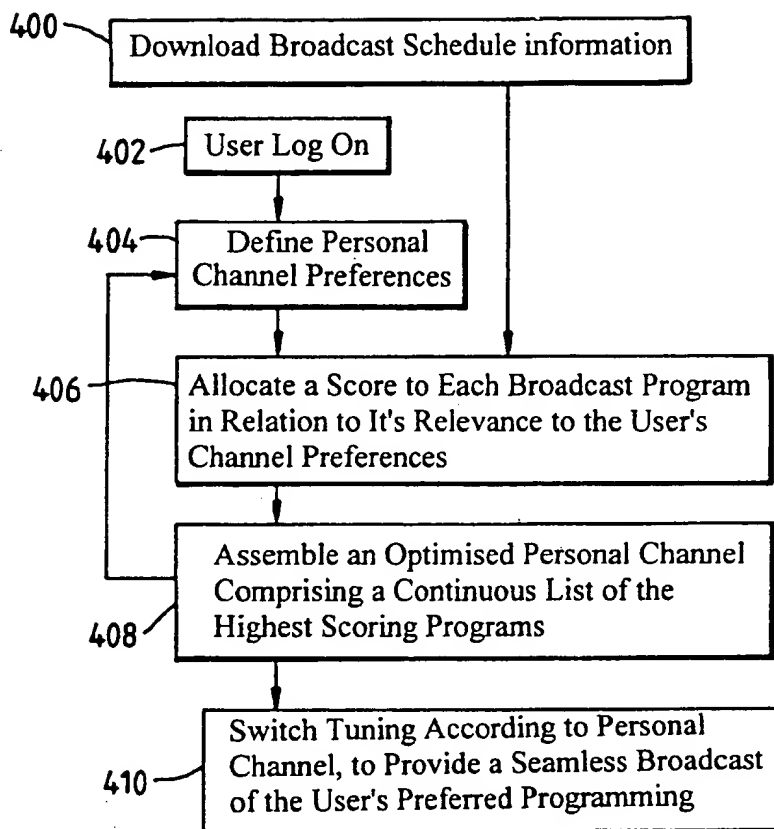 400
Download Broadcast Schedule information
402
User Log On
404
Define Personal
Channel Preferences
406
Allocate a Score to Each Broadcast Program
in Relation to It's Relevance to the User's
Channel Preferences
408
Assemble an Optimised Personal Channel
Comprising a Continuous List of the
Highest Scoring Programs
410
Switch Tuning According to Personal
Channel, to Provide a Seamless Broadcast
of the User's Preferred Programming